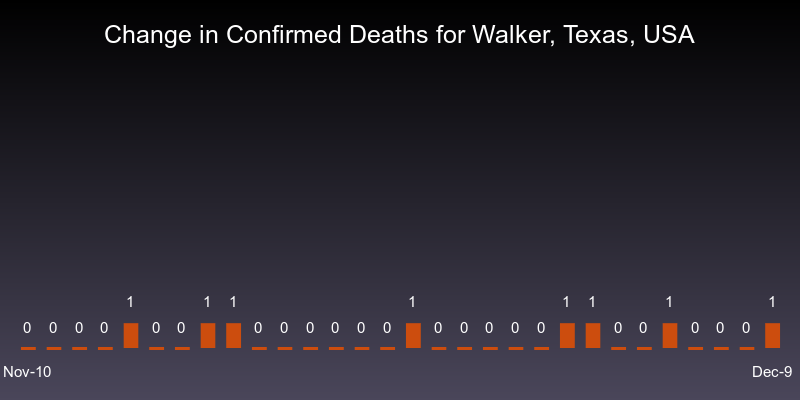 Change in Confirmed Deaths for Walker, Texas, USA
1 1 1 1 1 1 1 1
0 0 0 0 0 0 0 0 0 0 0 0 0 0 0 0 0 0 0 0 0 0
Nov-10 Dec-9